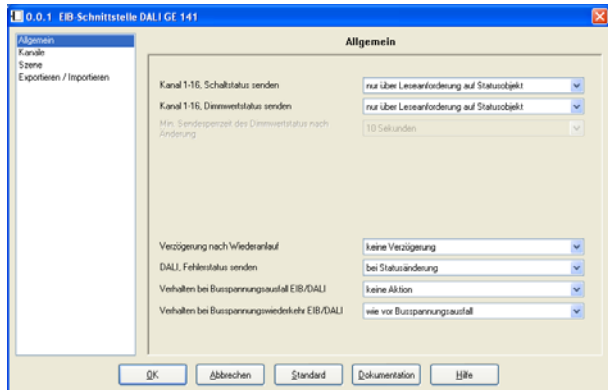 0.0.1 EIB-Schnittstelle DALI GE 141
Allgemein
Kanäle
Szene
Exportieren / Importieren
Allgemein
Kanal 1-16, Schaltstatus senden
nur über Leseanforderung auf Statusobjekt
Kanal 1-16, Dimmwertstatus senden
nur über Leseanforderung auf Statusobjekt
Min. Sendesperrzeit des Dimmwertstatus nach
Änderung
10 Sekunden
Verzögerung nach Wiederanlauf
keine Verzögerung
DALI, Fehlerstatus senden
bei Statusänderung
Verhalten bei Busspannungsausfall EIB/DALI
keine Aktion
Verhalten bei Busspannungswiederkehr EIB/DALI
wie vor Busspannungsausfall
OK
Abbrechen
Standard
Dokumentation
Hilfe